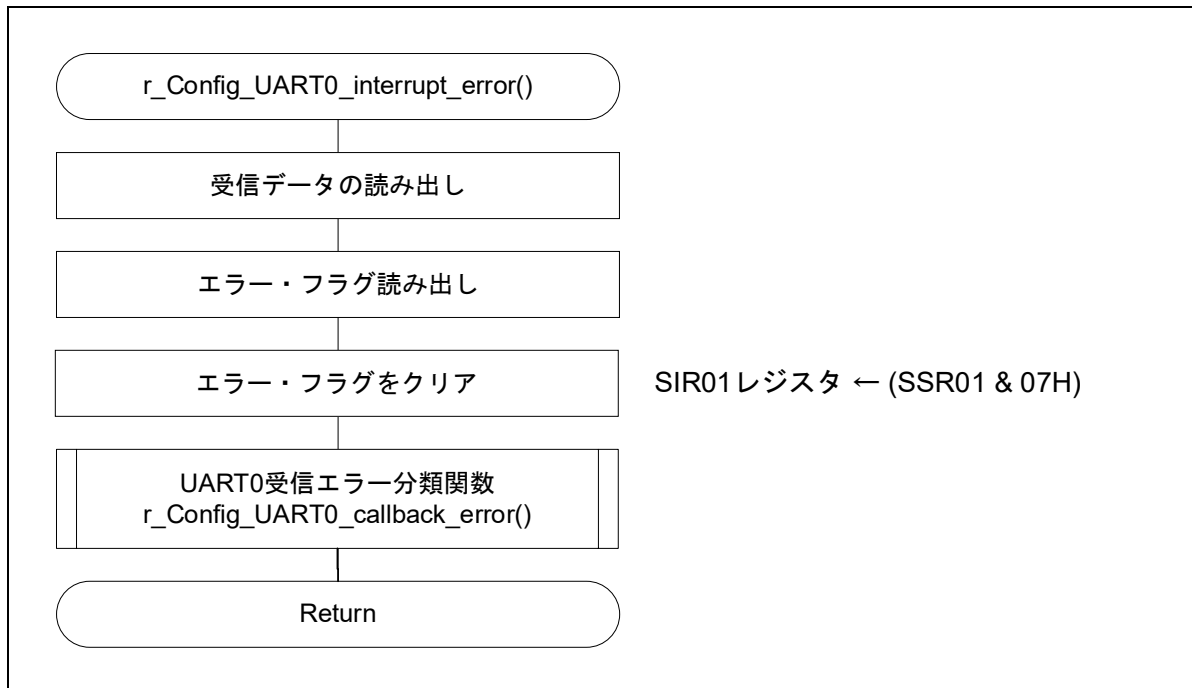 r_Config_UART0_interrupt_error()
受信データの読み出し
エラー・フラグ読み出し
エラー・フラグをクリア
SIR01レジスタ ← (SSR01 & 07H)
UART0受信エラー分類関数
r_Config_UART0_callback_error()
Return